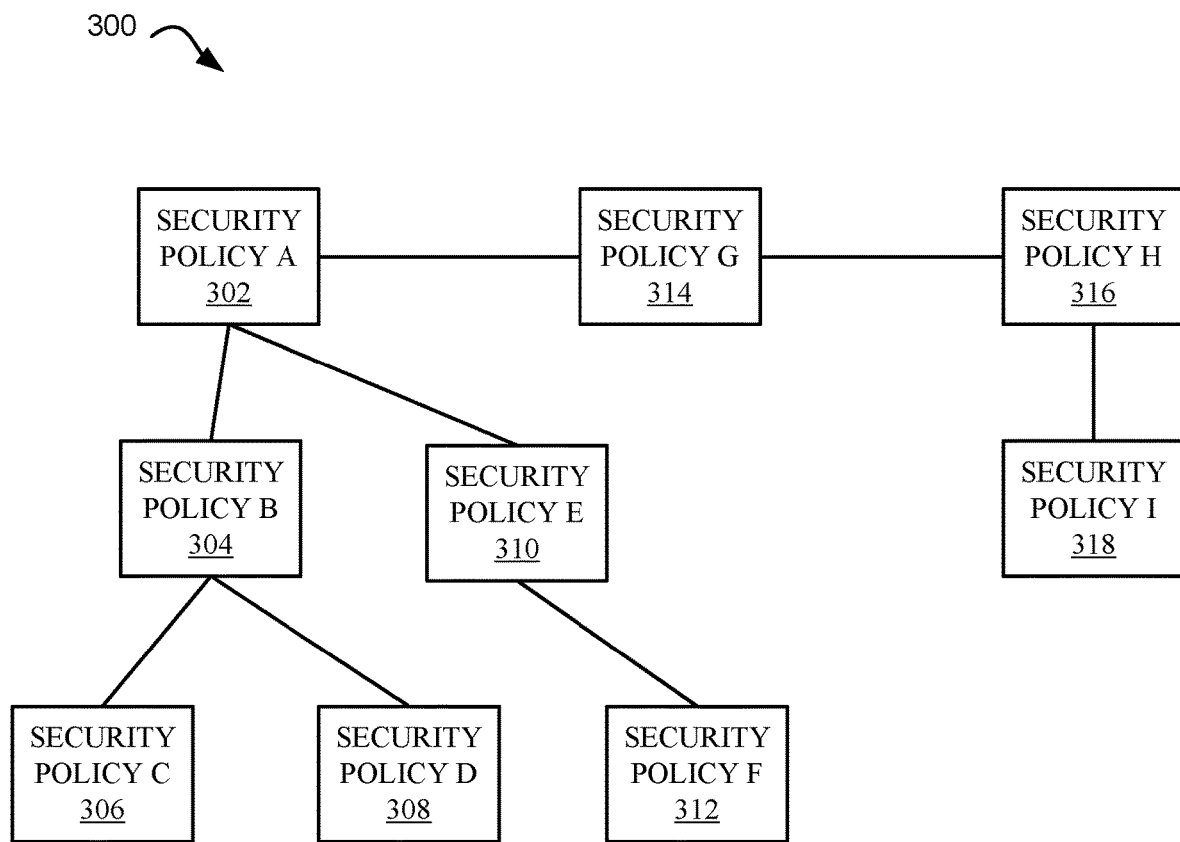 300
SECURITY
POLICY A
302
SECURITY
POLICY G
314
SECURITY
POLICY H
316
SECURITY
POLICY B
304
SECURITY
POLICY E
310
SECURITY
POLICY I
318
SECURITY
POLICY C
306
SECURITY
POLICY D
308
SECURITY
POLICY F
312